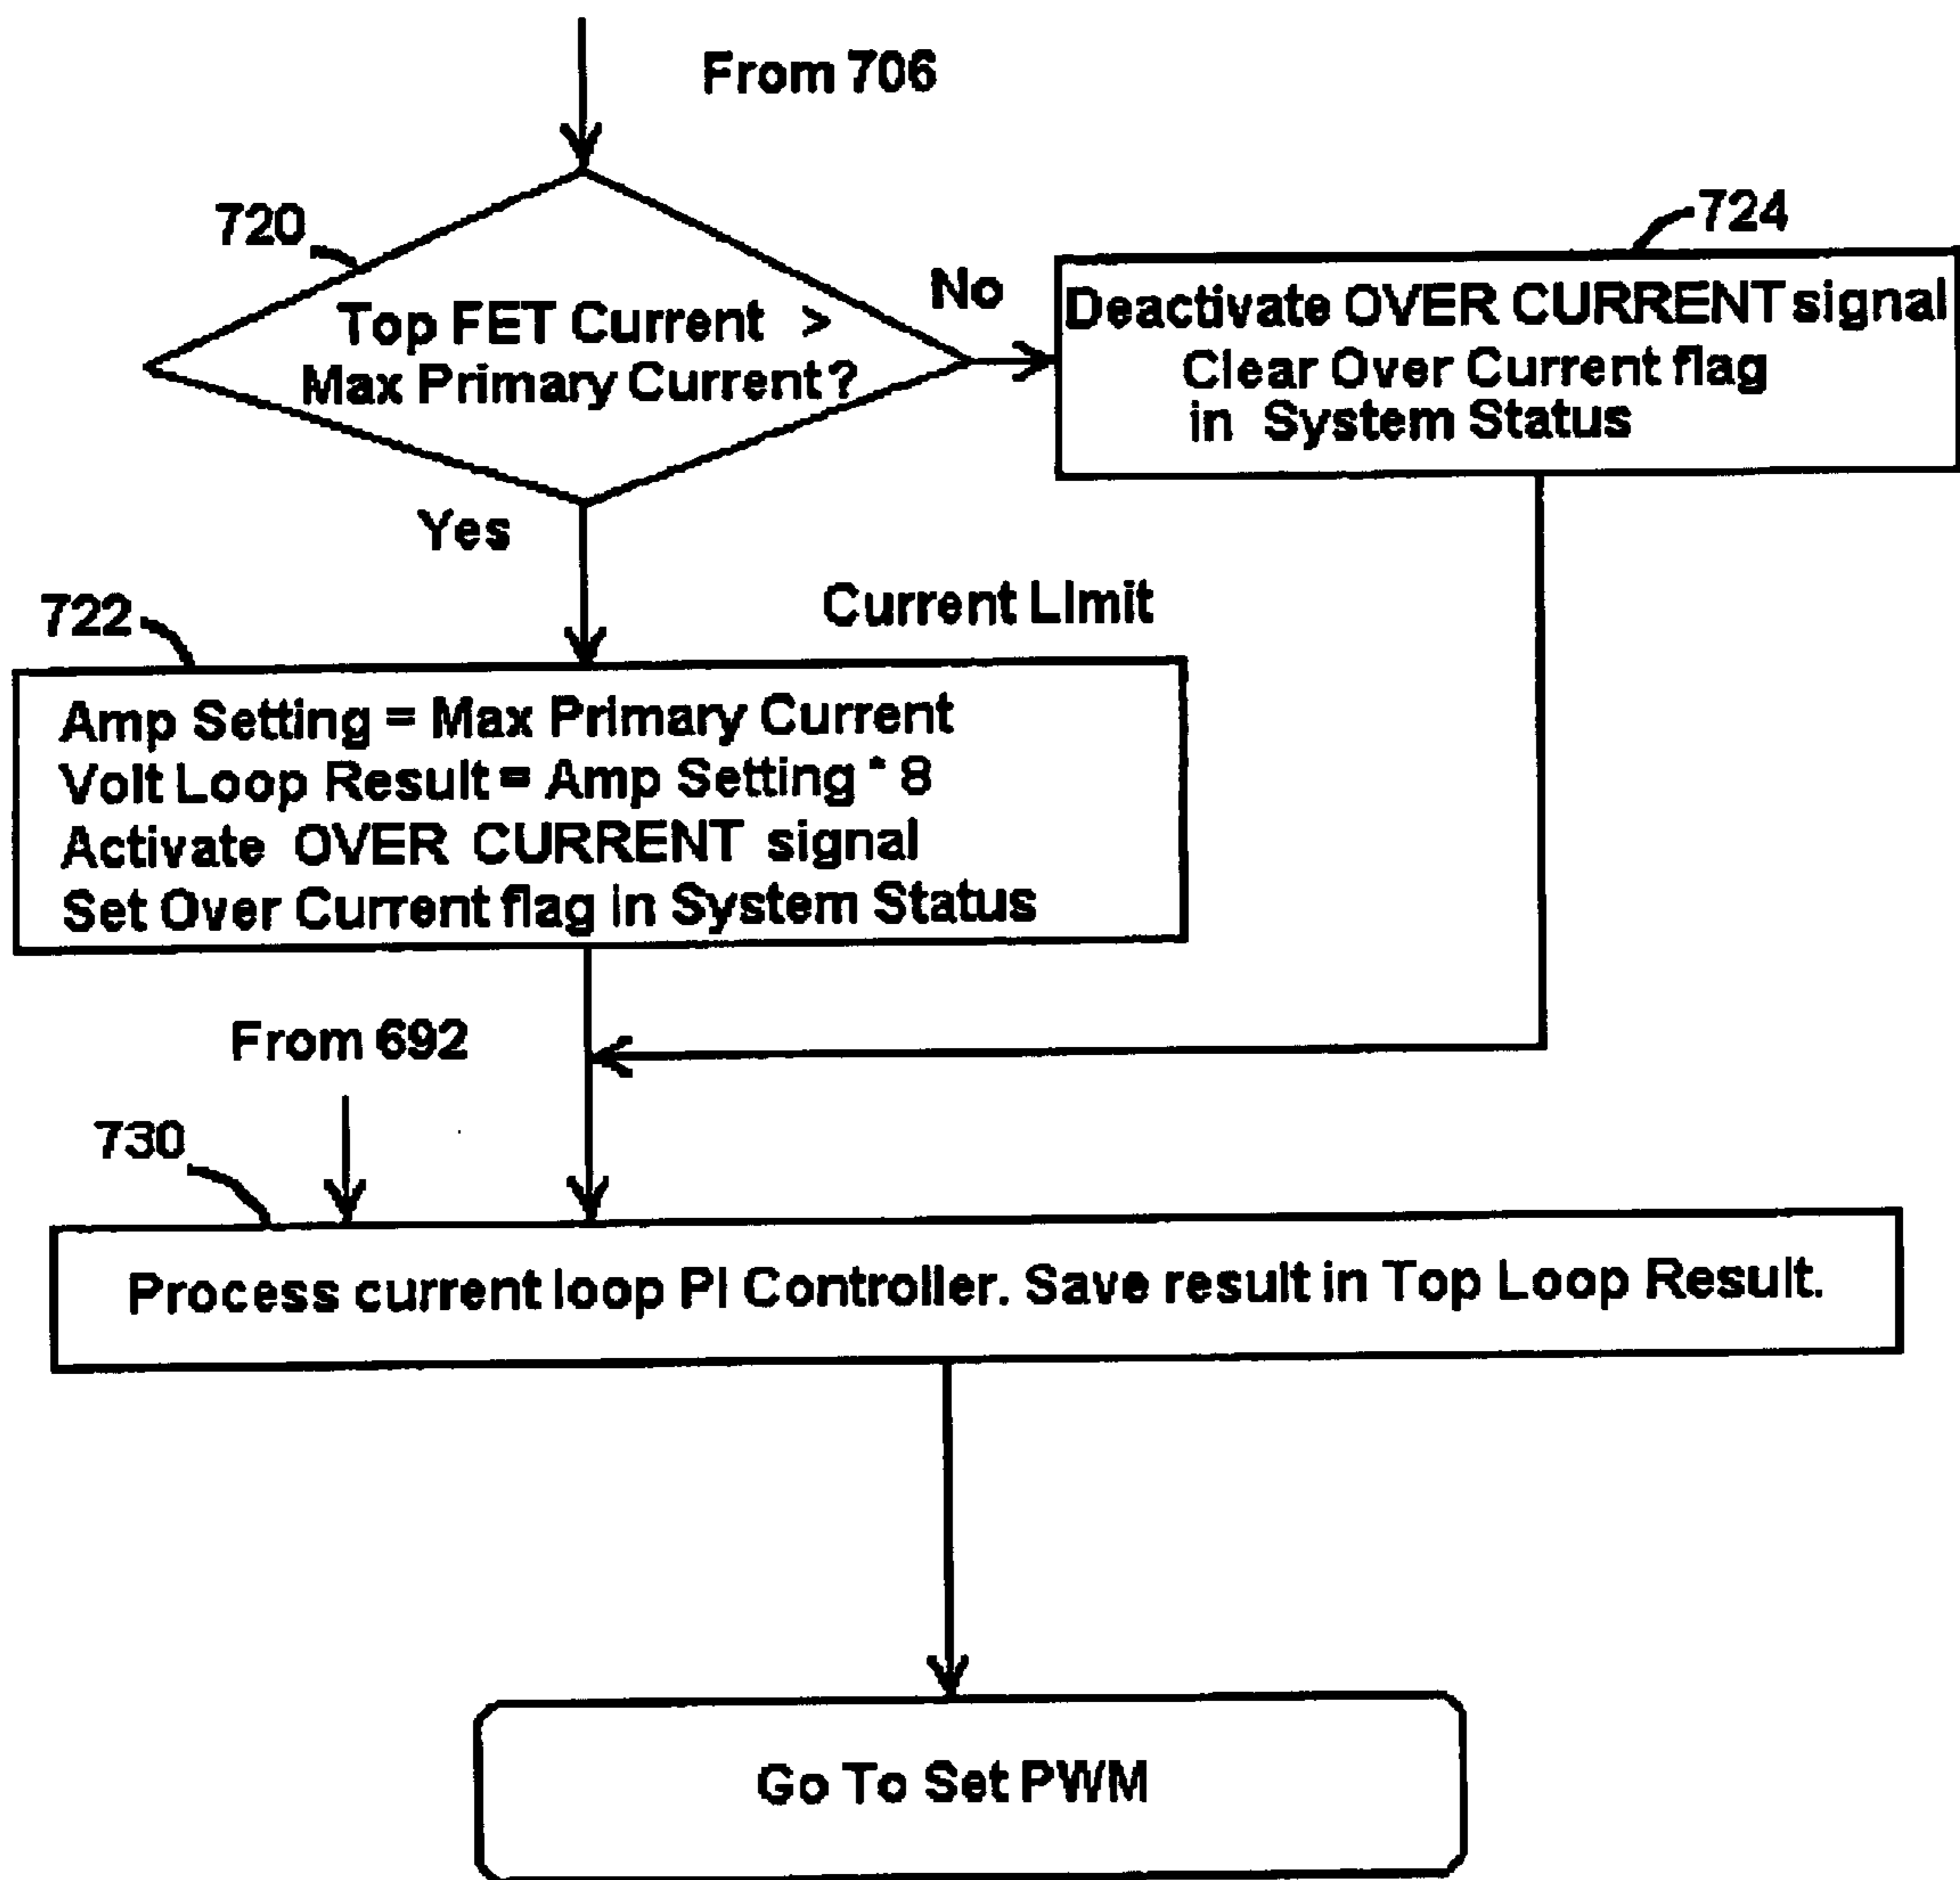 From 706
720
724
Top FET Current >
Max Primary Current?
No
Deactivate OVER CURRENT signal
Clear Over Current flag
in System Status
Yes
722
Current Limit
Amp Setting = Max Primary Current
Volt Loop Result = Amp Setting * 8
Activate OVER CURRENT signal
Set Over Current flag in System Status
From 692
730
Process current loop PI Controller. Save result in Top Loop Result.
Go To Set PWM